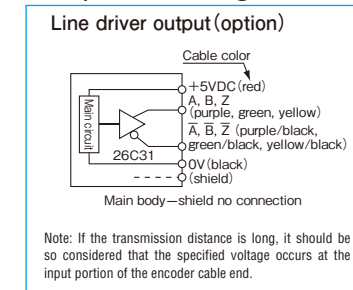 Line driver output(option)
Cable color
+5VDC(red)
A, B, Z
(purple, green, yellow)
A̅, B̅, Z̅ (purple/black,
green/black, yellow/black)
Main circuit
26C31
0V(black)
(shield)
Main body—shield no connection
Note: If the transmission distance is long, it should be
so considered that the specified voltage occurs at the
input portion of the encoder cable end.